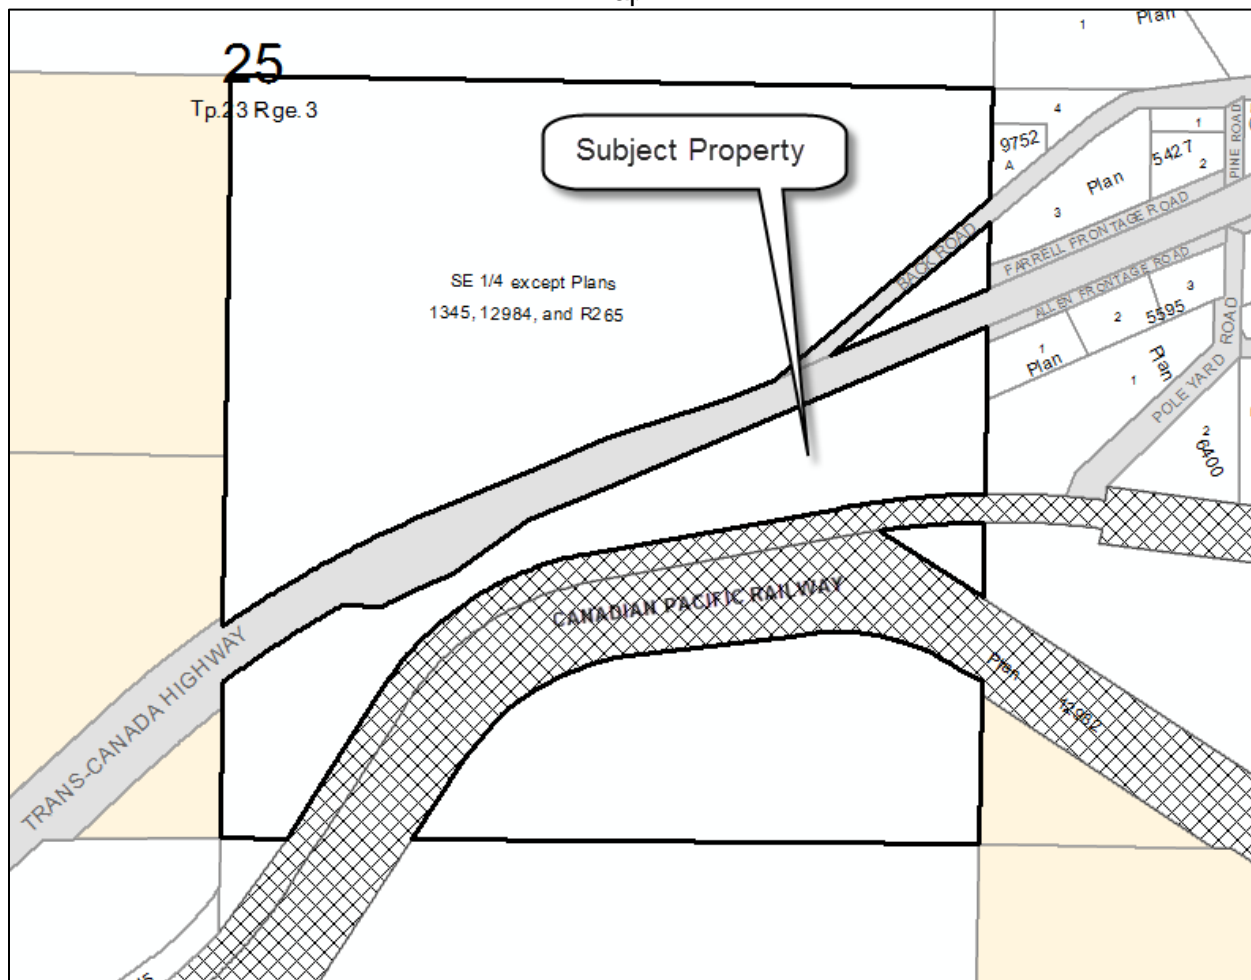 Plan
1
25
Tp.23 Rge.3
4
9752
A
1
5427
2
PINE ROAD
Subject Property
Plan
3
FARRELL FRONTAGE ROAD
BACK ROAD
ALLEN FRONTAGE ROAD
SE 1/4 except Plans
1345, 12984, and R265
3
2
5595
1
Plan
Plan
1
POLE YARD ROAD
2
6400
CANADIAN PACIFIC RAILWAY
TRANS-CANADA HIGHWAY
Plan
12982